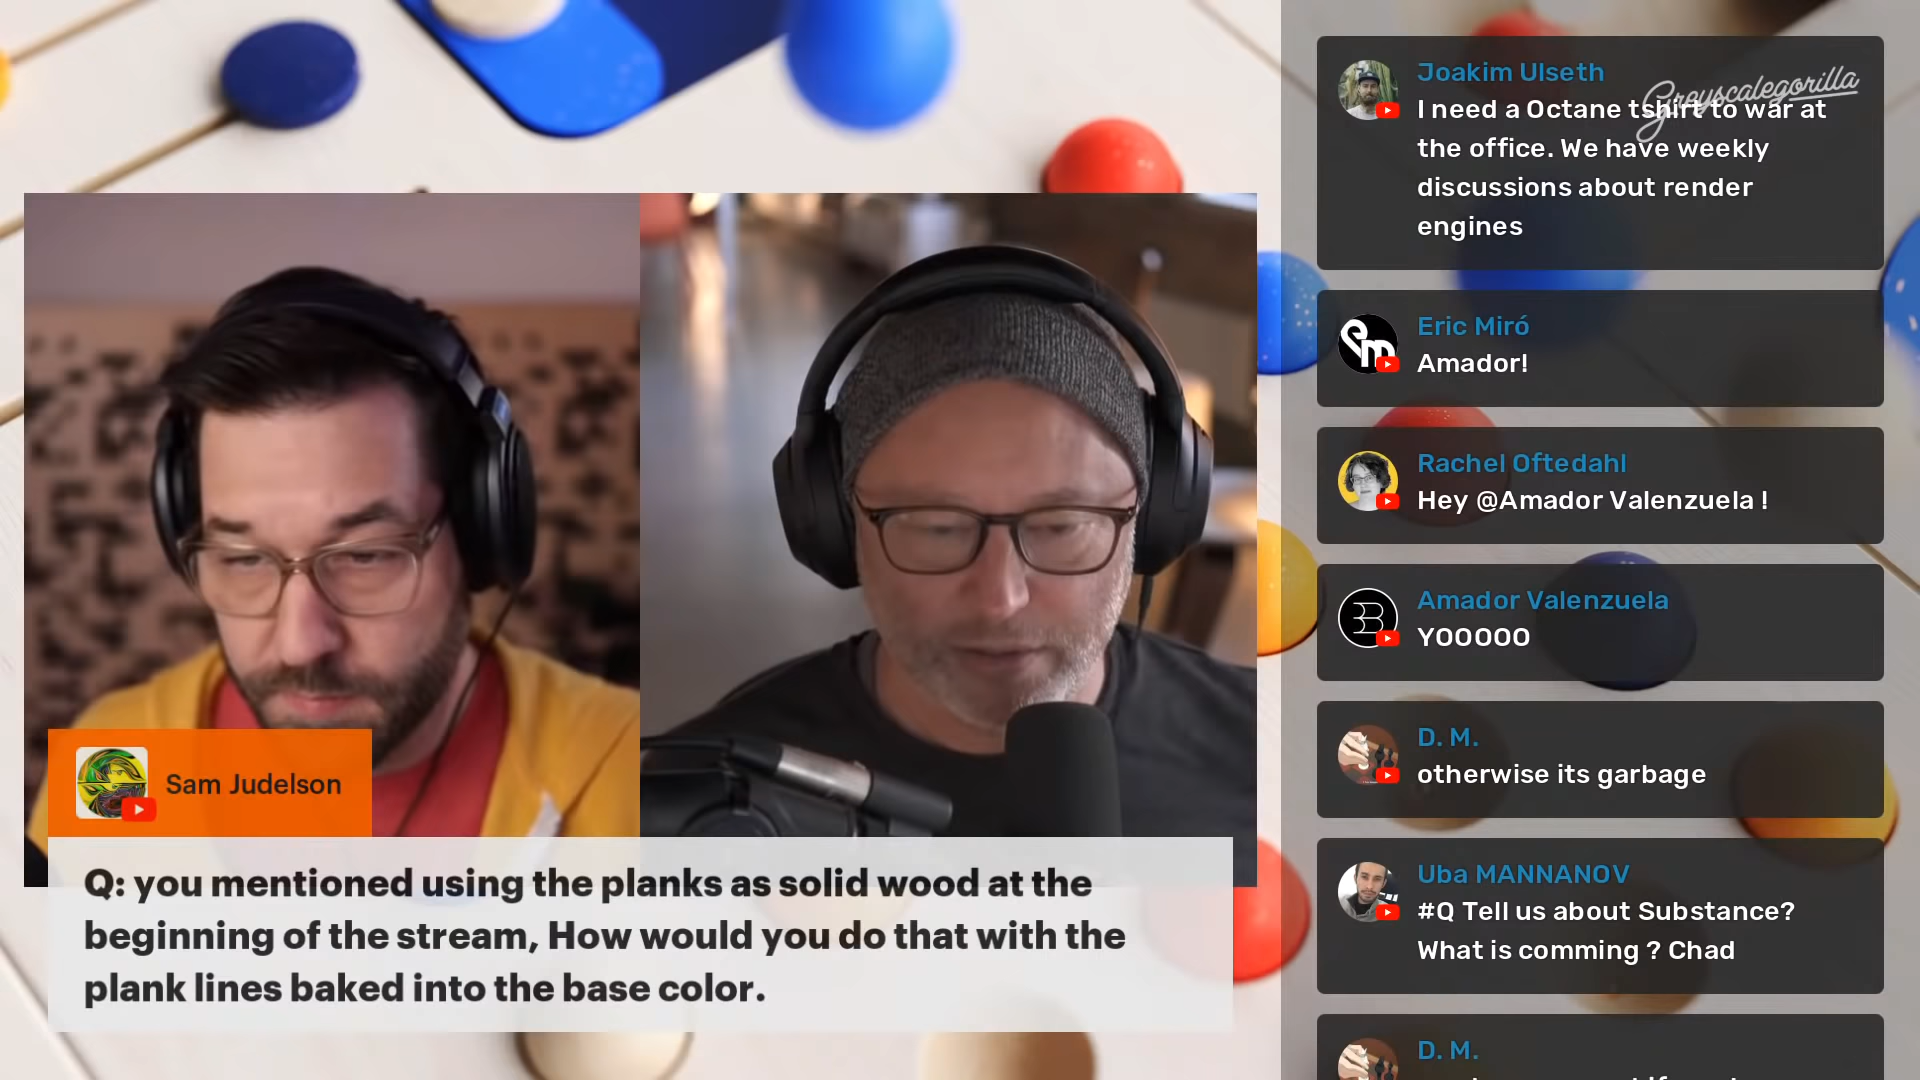 Joakim Ulseth
Greyscalegorilla
I need a Octane tshirt to war at
the office. We have weekly
discussions about render
engines
Eric Miró
Amador!
Rachel Oftedahl
Hey @Amador Valenzuela !
Amador Valenzuela
YOOOOO
D. M.
otherwise its garbage
Uba MANNANOV
#Q Tell us about Substance?
What is comming ? Chad
D. M.
Sam Judelson
Q: you mentioned using the planks as solid wood at the
beginning of the stream, How would you do that with the
plank lines baked into the base color.